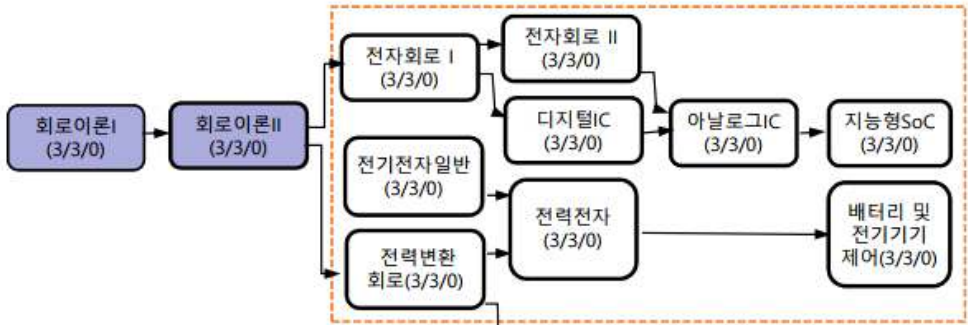 회로이론I
(3/3/0)
회로이론II
(3/3/0)
전자회로 I
(3/3/0)
전자회로 II
(3/3/0)
디지털IC
(3/3/0)
아날로그IC
(3/3/0)
지능형SoC
(3/3/0)
전기전자일반
(3/3/0)
전력변환
회로(3/3/0)
전력전자
(3/3/0)
배터리 및
전기기기
제어(3/3/0)